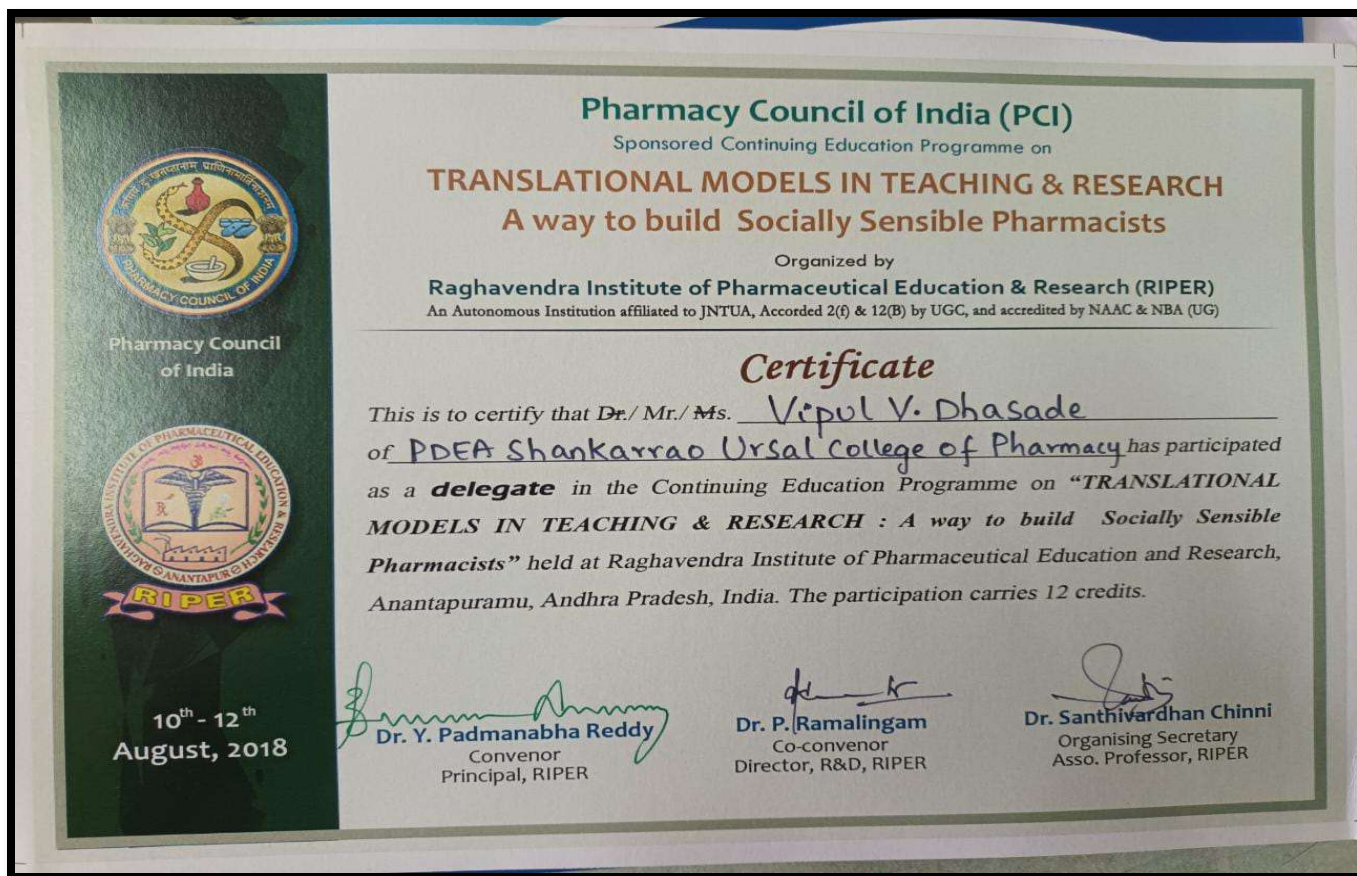 Pharmacy Council of India (PCI)
Sponsored Continuing Education Programme on
TRANSLATIONAL MODELS IN TEACHING & RESEARCH
A way to build Socially Sensible Pharmacists
Organized by
Raghavendra Institute of Pharmaceutical Education & Research (RIPER)
An Autonomous Institution affiliated to JNTUA, Accorded 2(f) & 12(B) by UGC, and accredited by NAAC & NBA (UG)
PHARMACY COUNCIL OF INDIA
Pharmacy Council
of India
RAGHAVENDRA INSTITUTE OF PHARMACEUTICAL EDUCATION & RESEARCH
ANANTAPUR
RIPER
10th - 12th
August, 2018
Certificate
This is to certify that Dr./ Mr./ Ms. Vipul V. Dhasade
of PDEA Shankarrao Ursal College of Pharmacy has participated
as a delegate in the Continuing Education Programme on “TRANSLATIONAL
MODELS IN TEACHING & RESEARCH : A way to build Socially Sensible
Pharmacists” held at Raghavendra Institute of Pharmaceutical Education and Research,
Anantapuramu, Andhra Pradesh, India. The participation carries 12 credits.
Dr. Y. Padmanabha Reddy
Convenor
Principal, RIPER
Dr. P. Ramalingam
Co-convenor
Director, R&D, RIPER
Dr. Santhivardhan Chinni
Organising Secretary
Asso. Professor, RIPER